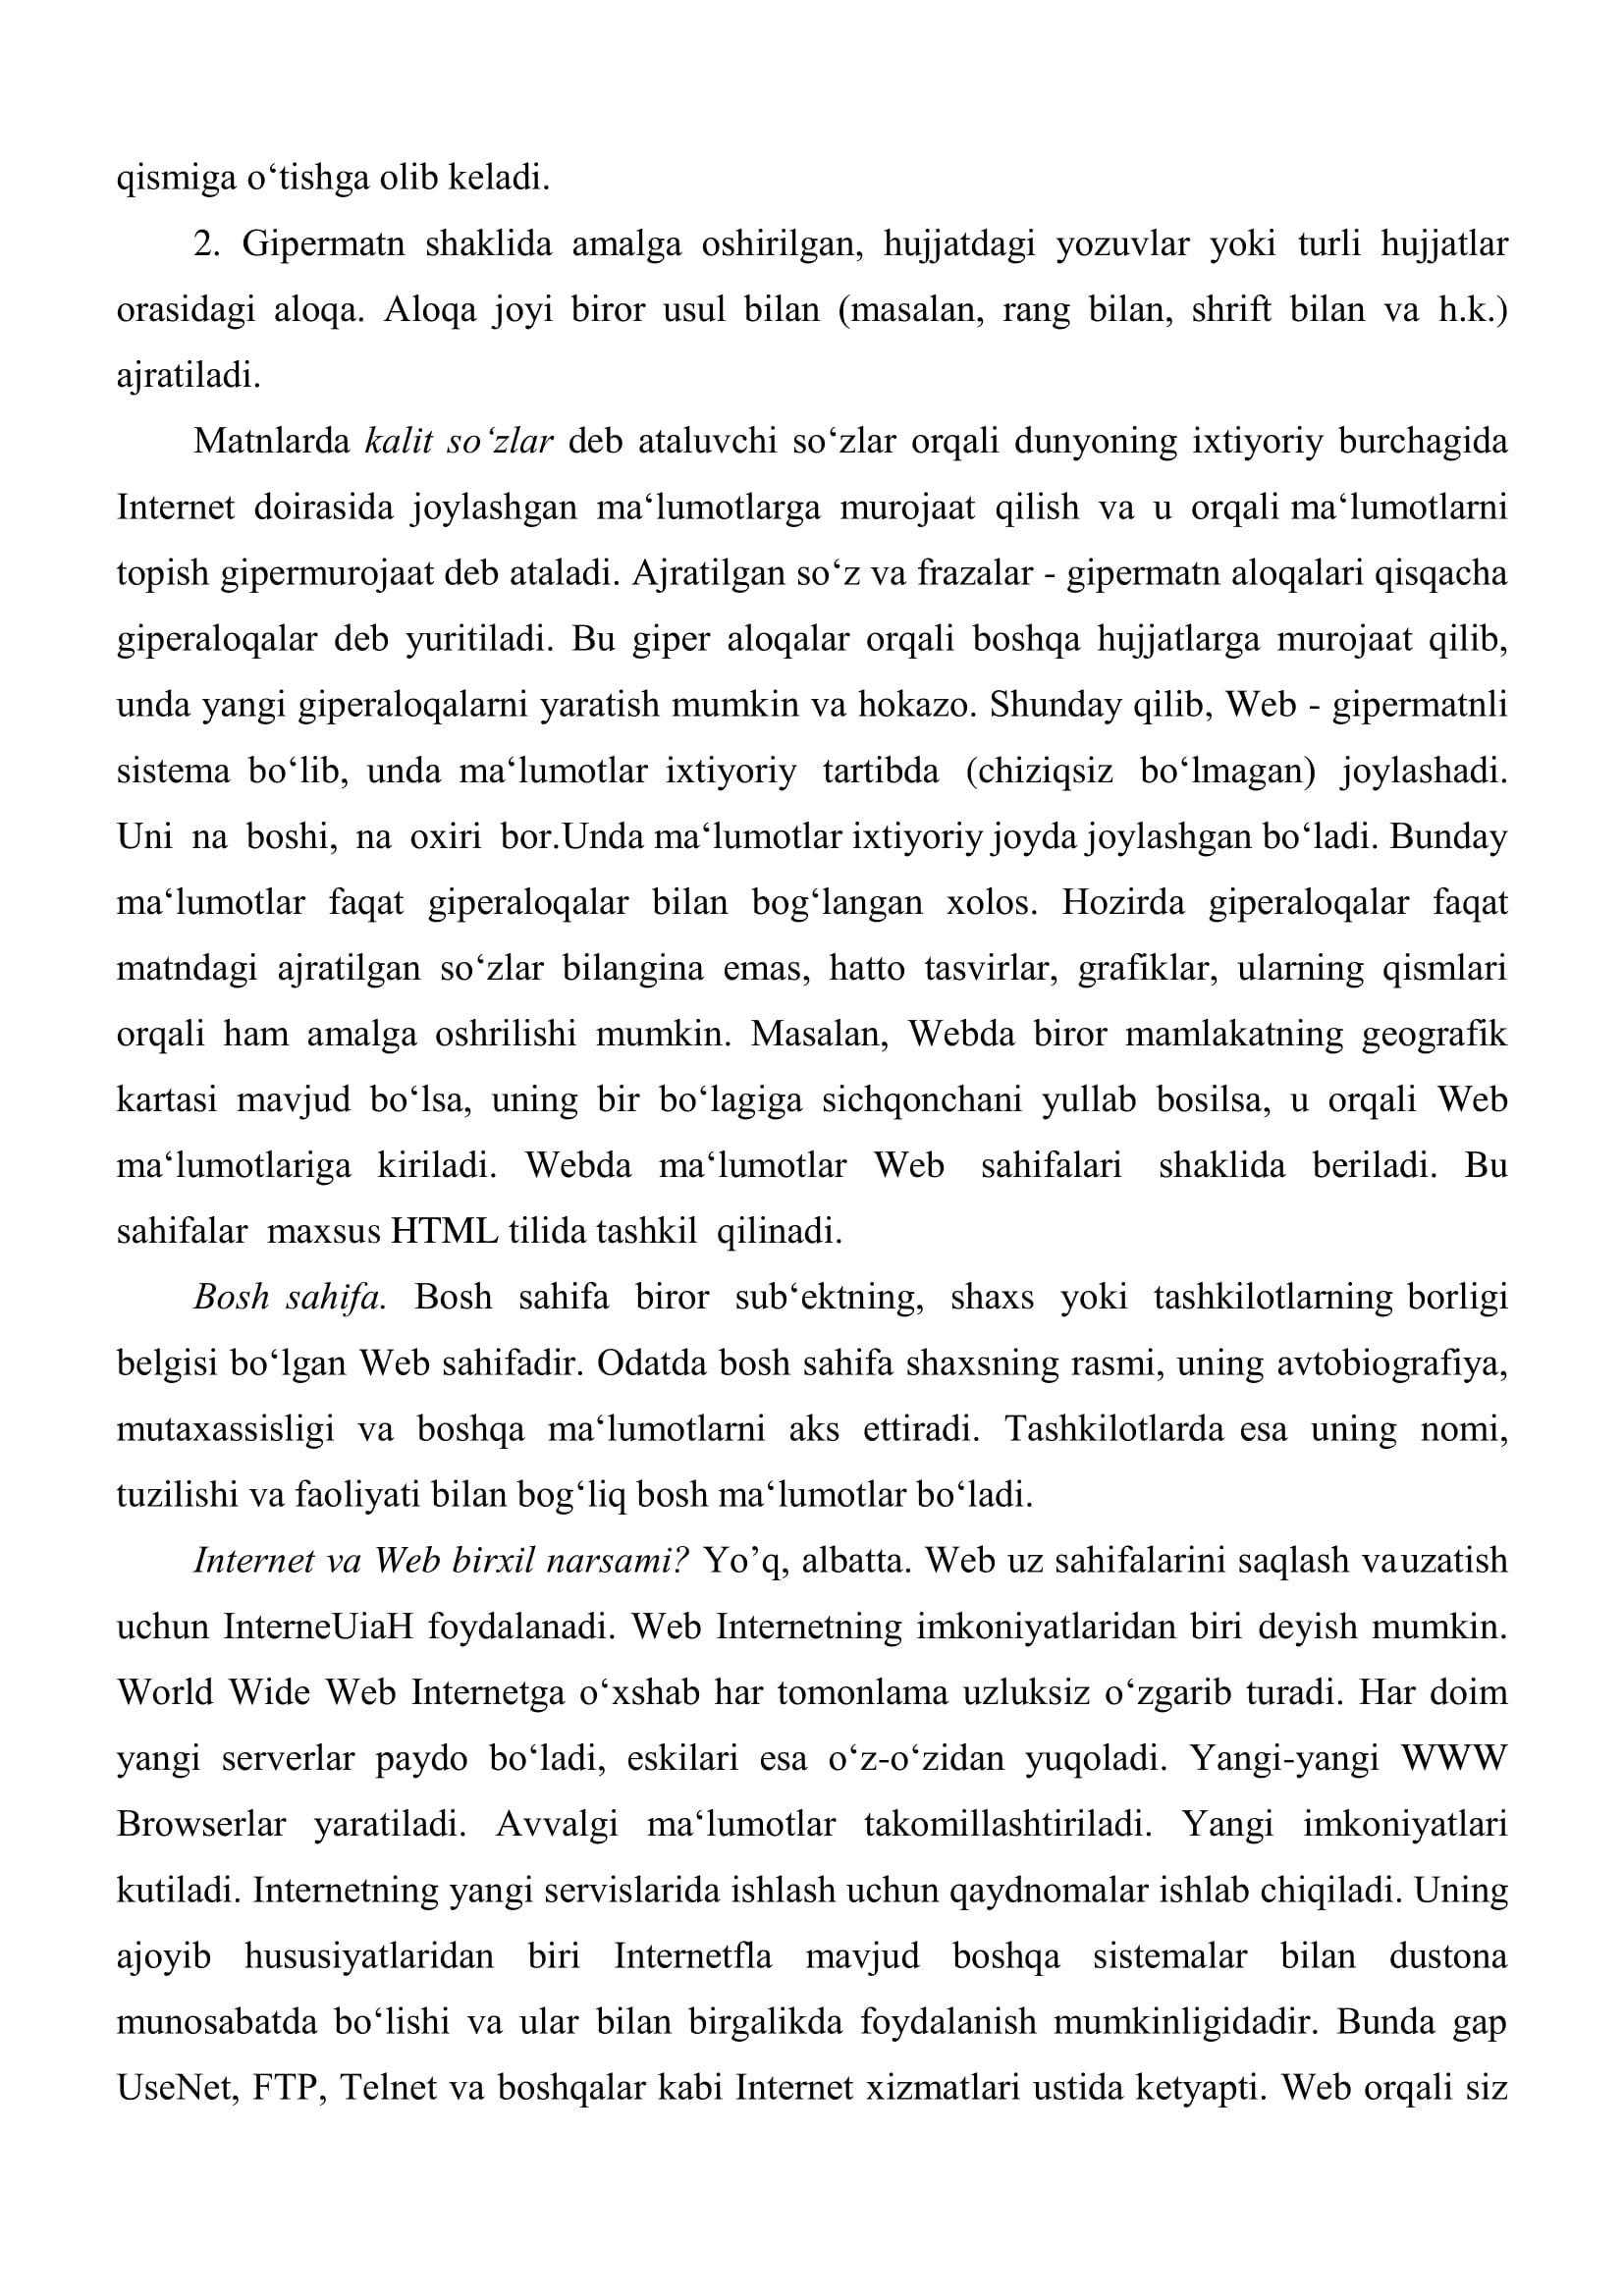 qismiga o‘tishga olib keladi.
2. Gipermatn shaklida amalga oshirilgan, hujjatdagi yozuvlar yoki turli hujjatlar
orasidagi aloqa. Aloqa joyi biror usul bilan (masalan, rang bilan, shrift bilan va h.k.)
ajratiladi.
Matnlarda kalit so‘zlar deb ataluvchi so‘zlar orqali dunyoning ixtiyoriy burchagida
Internet doirasida joylashgan ma‘lumotlarga murojaat qilish va u orqali ma‘lumotlarni
topish gipermurojaat deb ataladi. Ajratilgan so‘z va frazalar - gipermatn aloqalari qisqacha
giperaloqalar deb yuritiladi. Bu giper aloqalar orqali boshqa hujjatlarga murojaat qilib,
unda yangi giperaloqalarni yaratish mumkin va hokazo. Shunday qilib, Web - gipermatnli
sistema bo‘lib, unda ma‘lumotlar ixtiyoriy tartibda (chiziqsiz bo‘lmagan) joylashadi.
Uni na boshi, na oxiri bor.Unda ma‘lumotlar ixtiyoriy joyda joylashgan bo‘ladi. Bunday
ma‘lumotlar faqat giperaloqalar bilan bog‘langan xolos. Hozirda giperaloqalar faqat
matndagi ajratilgan so‘zlar bilangina emas, hatto tasvirlar, grafiklar, ularning qismlari
orqali ham amalga oshrilishi mumkin. Masalan, Webda biror mamlakatning geografik
kartasi mavjud bo‘lsa, uning bir bo‘lagiga sichqonchani yullab bosilsa, u orqali Web
ma‘lumotlariga kiriladi. Webda ma‘lumotlar Web sahifalari shaklida beriladi. Bu
sahifalar maxsus HTML tilida tashkil qilinadi.
Bosh sahifa. Bosh sahifa biror sub‘ektning, shaxs yoki tashkilotlarning borligi
belgisi bo‘lgan Web sahifadir. Odatda bosh sahifa shaxsning rasmi, uning avtobiografiya,
mutaxassisligi va boshqa ma‘lumotlarni aks ettiradi. Tashkilotlarda esa uning nomi,
tuzilishi va faoliyati bilan bog‘liq bosh ma‘lumotlar bo‘ladi.
Internet va Web birxil narsami? Yo’q, albatta. Web uz sahifalarini saqlash vauzatish
uchun InterneUiaH foydalanadi. Web Internetning imkoniyatlaridan biri deyish mumkin.
World Wide Web Internetga o‘xshab har tomonlama uzluksiz o‘zgarib turadi. Har doim
yangi serverlar paydo bo‘ladi, eskilari esa o‘z-o‘zidan yuqoladi. Yangi-yangi WWW
Browserlar yaratiladi. Avvalgi ma‘lumotlar takomillashtiriladi. Yangi imkoniyatlari
kutiladi. Internetning yangi servislarida ishlash uchun qaydnomalar ishlab chiqiladi. Uning
ajoyib hususiyatlaridan biri Internetfla mavjud boshqa sistemalar bilan dustona
munosabatda bo‘lishi va ular bilan birgalikda foydalanish mumkinligidadir. Bunda gap
UseNet, FTP, Telnet va boshqalar kabi Internet xizmatlari ustida ketyapti. Web orqali siz